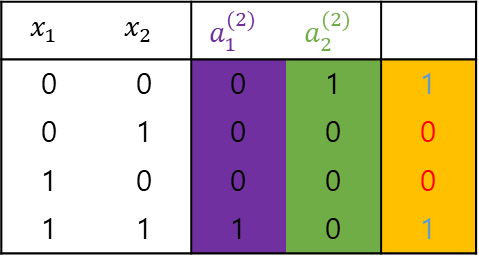 x₁ x₂ a₁⁽²⁾ a₂⁽²⁾
0 0 0 1 1
0 1 0 0 0
1 0 0 0 0
1 1 1 0 1